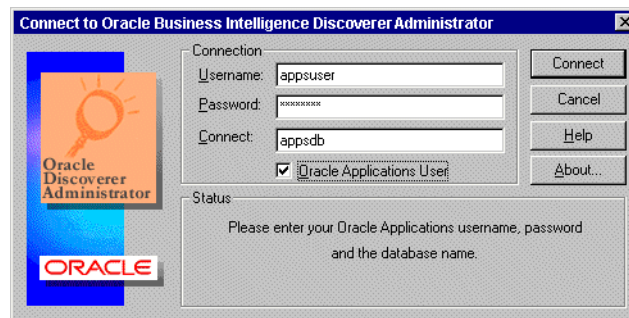 Connect to Oracle Business Intelligence Discoverer Administrator
Connection
Username: appsuser
Password: ********
Connect: appsdb
Oracle Applications User
Connect
Cancel
Help
About...
Oracle
Discoverer
Administrator
ORACLE
Status
Please enter your Oracle Applications username, password
and the database name.